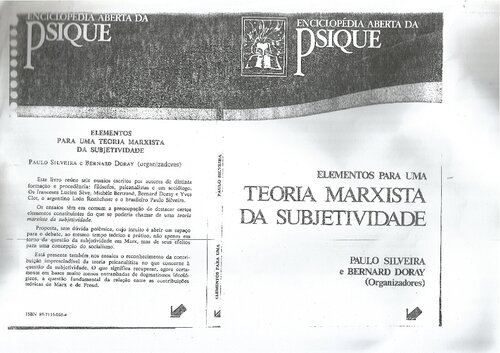 ENCICLOPÉDIA ABERTA DA
PSIQUE
ELEMENTOS
PARA UMA TEORIA MARXISTA
DA SUBJETIVIDADE
PAULO SILVEIRA e BERNARD DORAY (organizadores)
Este livro reúne seis ensaios escritos por autores de distinta
formação e procedência: filósofos, psicanalistas e um sociólogo.
Os franceses Lucien Sève, Michèle Bertrand, Bernard Doray e Yves
Clot, o argentino León Rozitchner e o brasileiro Paulo Silveira.
Os ensaios têm em comum a preocupação de destacar certos
elementos constituintes do que se poderia chamar de uma teoria
marxista da subjetividade.
Proposta, sem dúvida polêmica, cujo intuito é abrir um espaço
para o debate, ao mesmo tempo teórico e prático, não apenas em
torno da questão da subjetividade em Marx, mas de seus efeitos
para uma concepção do socialismo.
Está presente também nos ensaios o reconhecimento da contri-
buição imprescindível da teoria psicanalítica no que concerne à
questão da subjetividade. O que significa recuperar, agora certa-
mente em bases muito menos entranhadas de dogmatismos ideoló-
gicos, a questão fundamental da relação entre as contribuições
teóricas de Marx e de Freud.
PAULO SILVEIRA
ELEMENTOS PARA UMA
ENCICLOPÉDIA ABERTA DA
PSIQUE
ELEMENTOS PARA UMA
TEORIA MARXISTA
DA SUBJETIVIDADE
PAULO SILVEIRA
e BERNARD DORAY
(Organizadores)